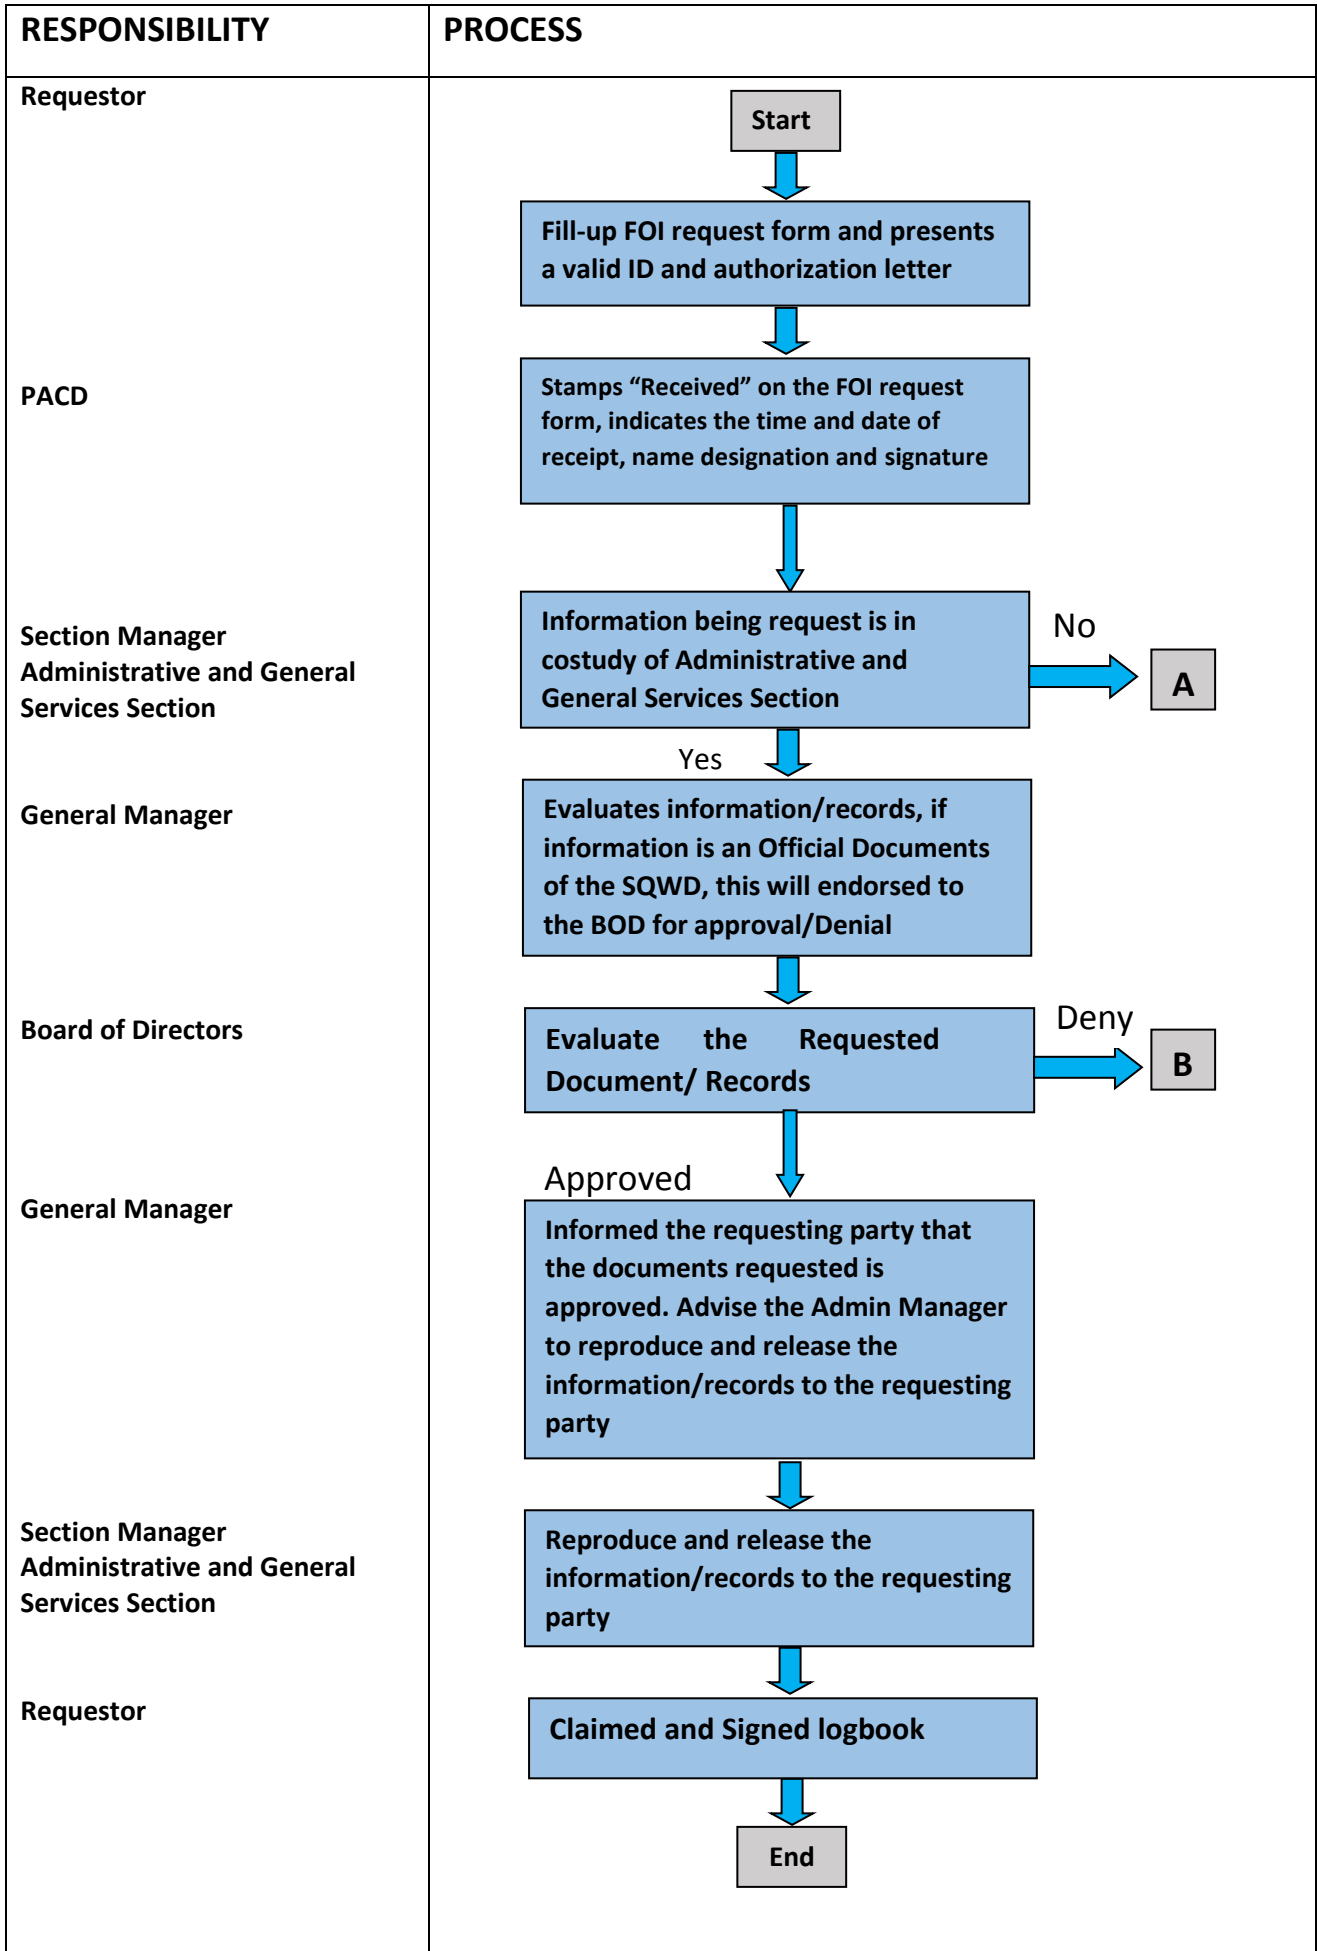 RESPONSIBILITY
PROCESS
Requestor
Start
Fill-up FOI request form and presents
a valid ID and authorization letter
PACD
Stamps “Received” on the FOI request
form, indicates the time and date of
receipt, name designation and signature
Section Manager
Administrative and General
Services Section
Information being request is in
costudy of Administrative and
General Services Section
No
A
Yes
General Manager
Evaluates information/records, if
information is an Official Documents
of the SQWD, this will endorsed to
the BOD for approval/Denial
Board of Directors
Evaluate the Requested
Document/ Records
Deny
B
Approved
General Manager
Informed the requesting party that
the documents requested is
approved. Advise the Admin Manager
to reproduce and release the
information/records to the requesting
party
Section Manager
Administrative and General
Services Section
Reproduce and release the
information/records to the requesting
party
Requestor
Claimed and Signed logbook
End